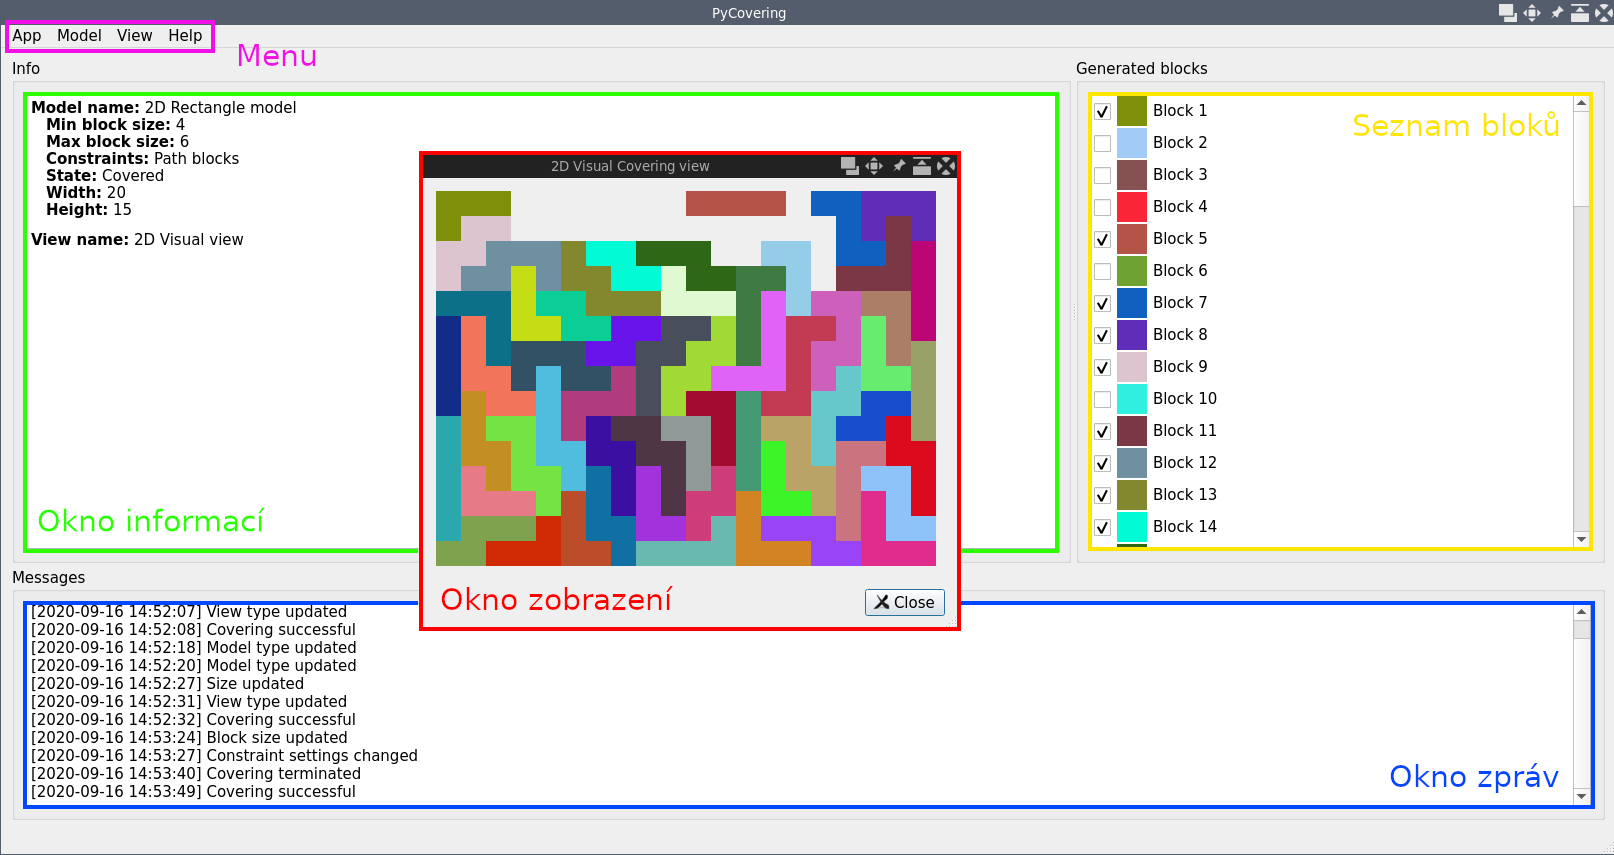 PyCovering
App Model View Help
Menu
Info
Model name: 2D Rectangle model
Min block size: 4
Max block size: 6
Constraints: Path blocks
State: Covered
Width: 20
Height: 15
View name: 2D Visual view
Okno informací
2D Visual Covering view
Okno zobrazení
Close
Generated blocks
Seznam bloků
Block 1
Block 2
Block 3
Block 4
Block 5
Block 6
Block 7
Block 8
Block 9
Block 10
Block 11
Block 12
Block 13
Block 14
Messages
[2020-09-16 14:52:07] View type updated
[2020-09-16 14:52:08] Covering successful
[2020-09-16 14:52:18] Model type updated
[2020-09-16 14:52:20] Model type updated
[2020-09-16 14:52:27] Size updated
[2020-09-16 14:52:31] View type updated
[2020-09-16 14:52:32] Covering successful
[2020-09-16 14:53:24] Block size updated
[2020-09-16 14:53:27] Constraint settings changed
[2020-09-16 14:53:40] Covering terminated
[2020-09-16 14:53:49] Covering successful
Okno zpráv